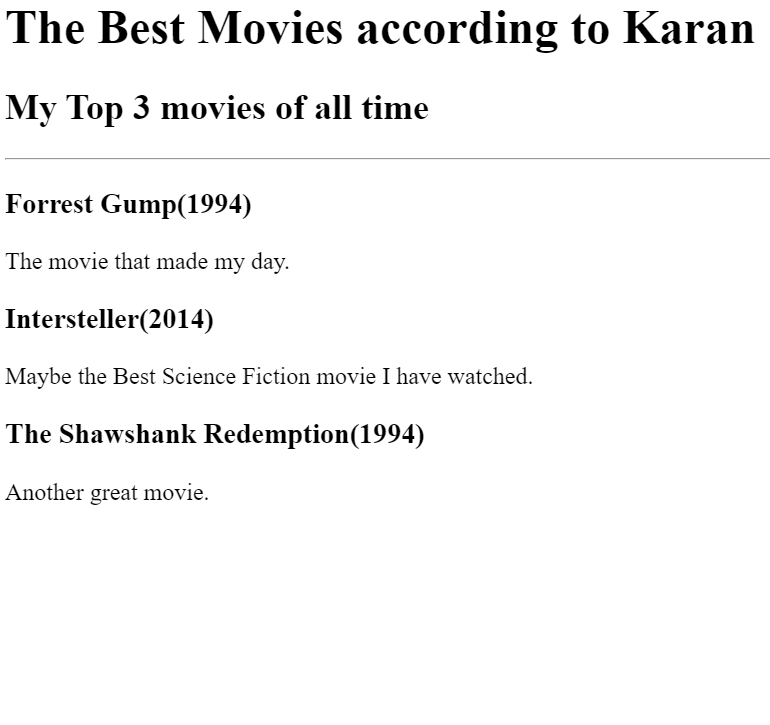 The Best Movies according to Karan
My Top 3 movies of all time
Forrest Gump(1994)
The movie that made my day.
Intersteller(2014)
Maybe the Best Science Fiction movie I have watched.
The Shawshank Redemption(1994)
Another great movie.